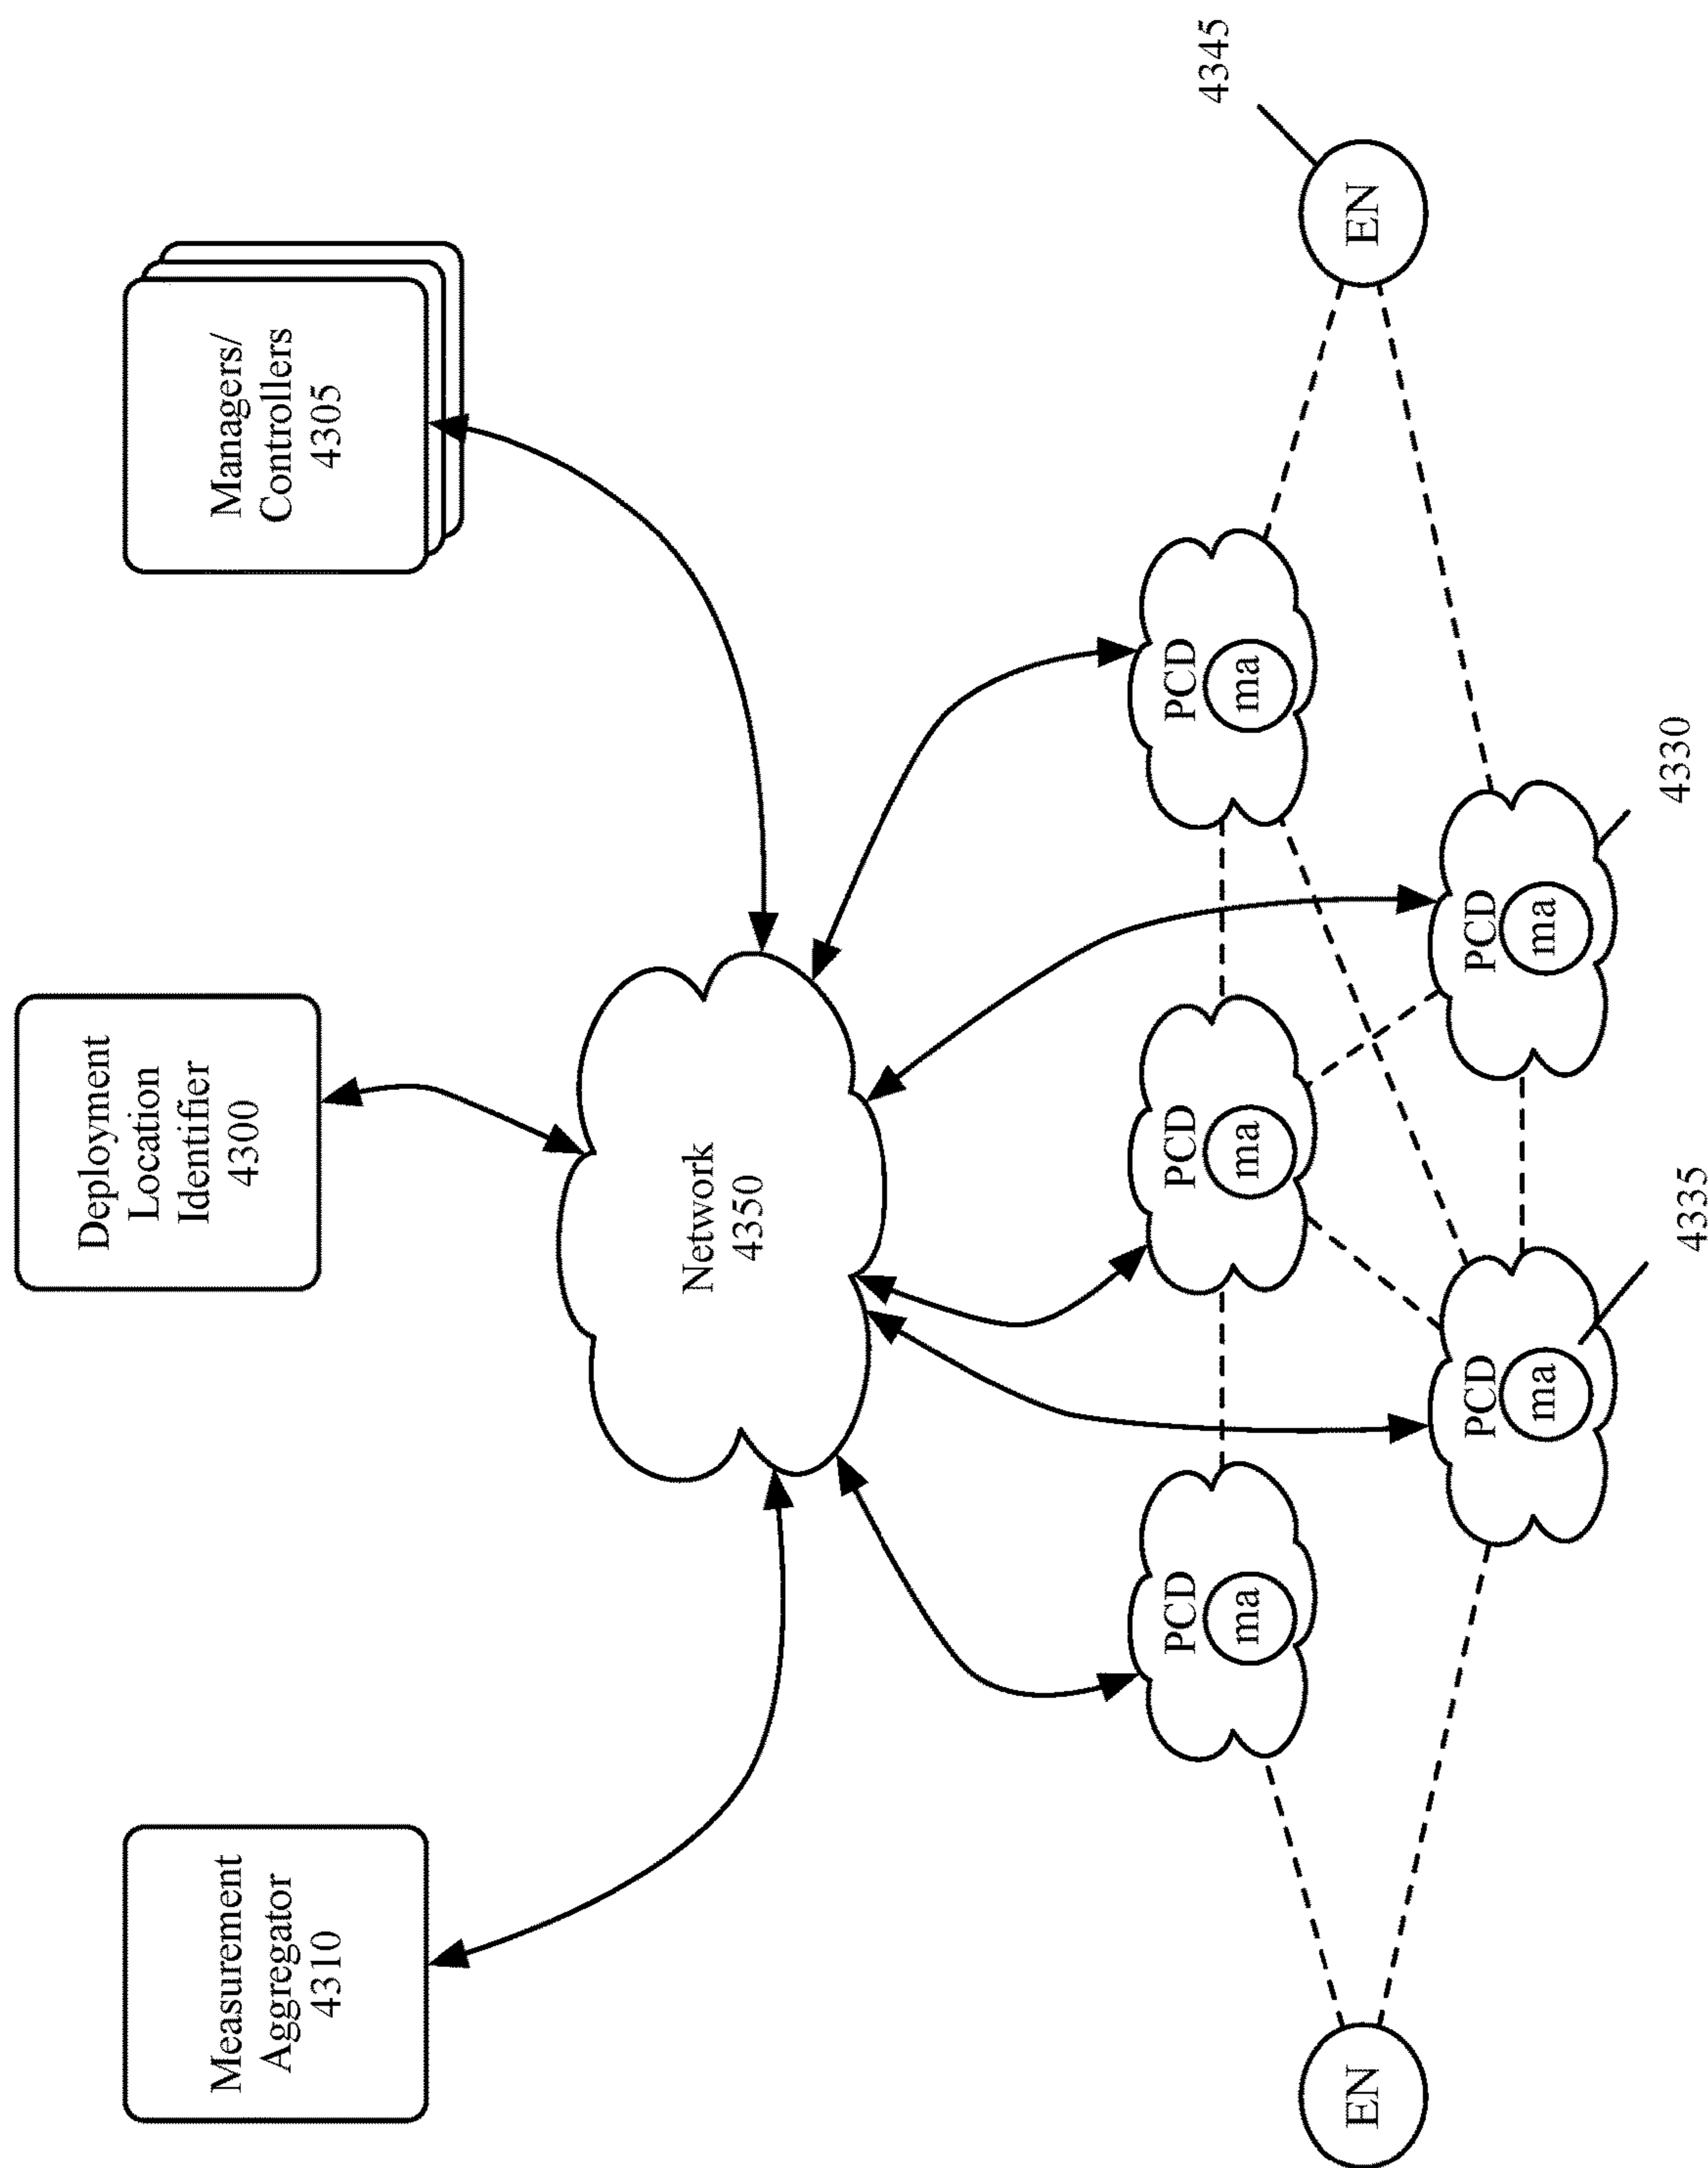 Deployment
Location
Identifier
4300
Measurement
Aggregator
4310
Managers/
Controllers
4305
Network
4350
PCD
ma
PCD
ma
PCD
ma
EN
EN
4345
PCD
ma
PCD
ma
4335
4330